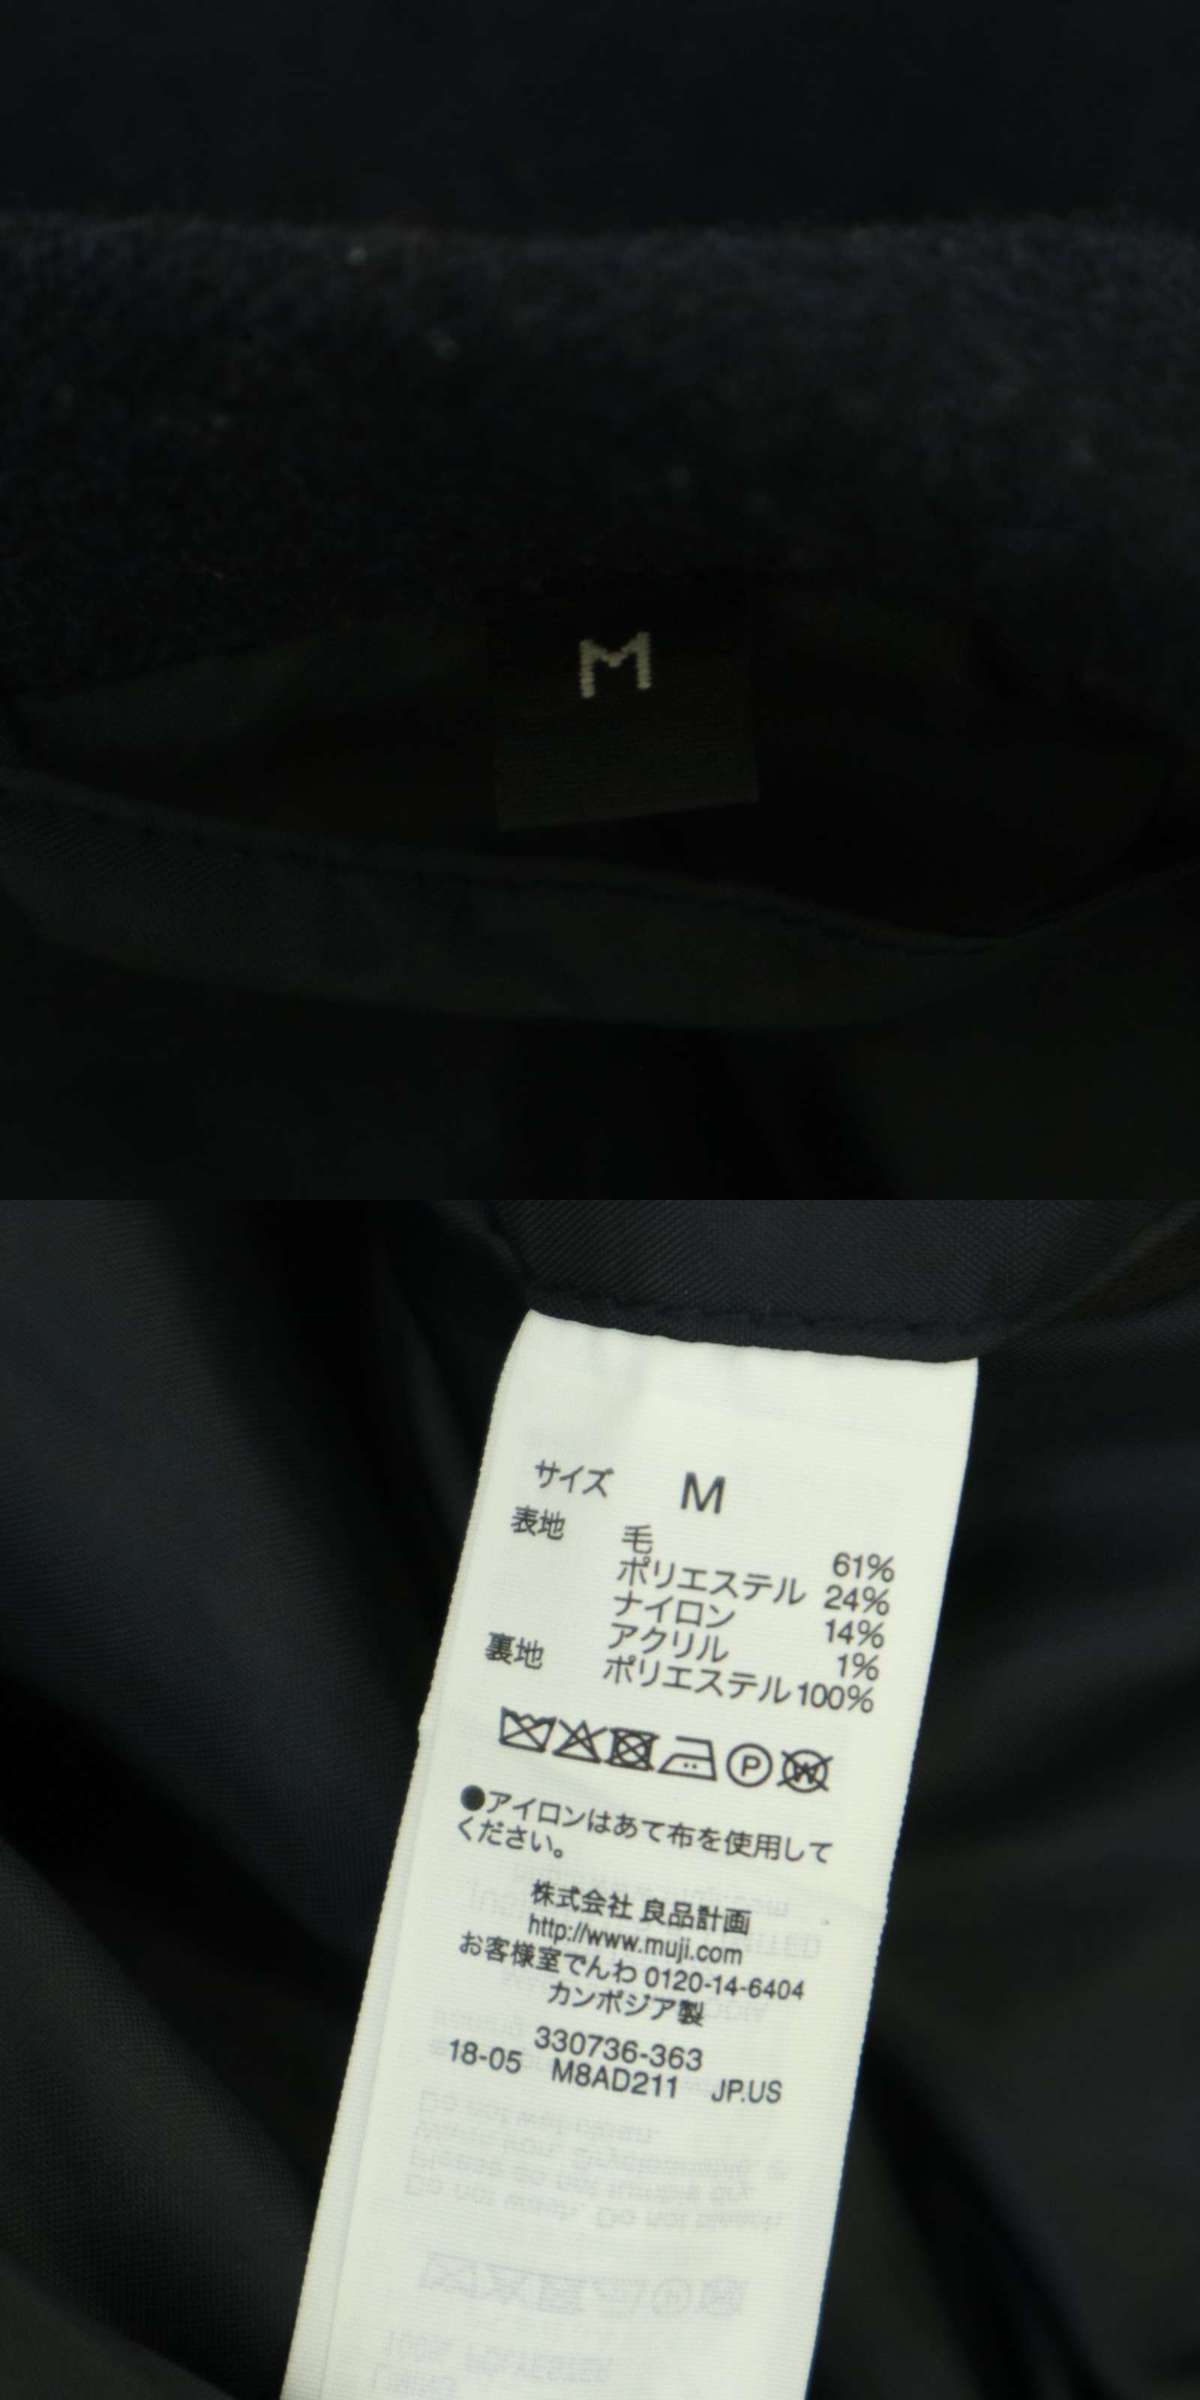 M
サイズ M
表地 毛 61%
ポリエステル 24%
ナイロン 14%
アクリル 1%
裏地 ポリエステル 100%
P W
●アイロンはあて布を使用して
ください。
株式会社 良品計画
http://www.muji.com
お客様室でんわ 0120-14-6404
カンボジア製
330736-363
18-05 M8AD211 JP.US